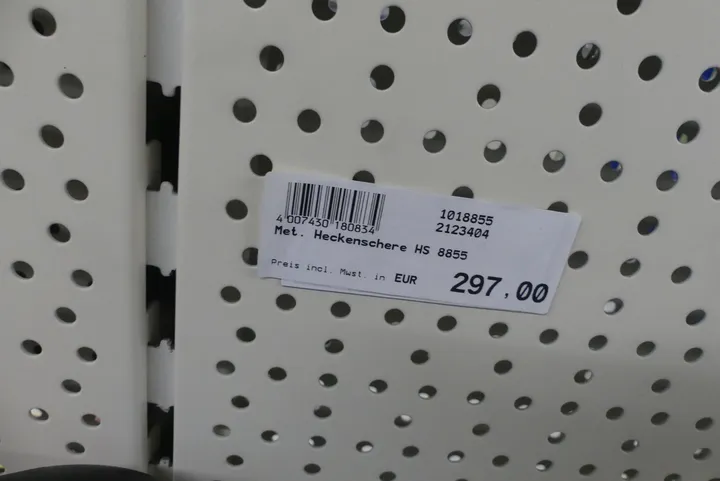 4 007430 180834
1018855
2123404
Met. Heckenschere HS 8855
Preis incl. Mwst. in EUR 297,00